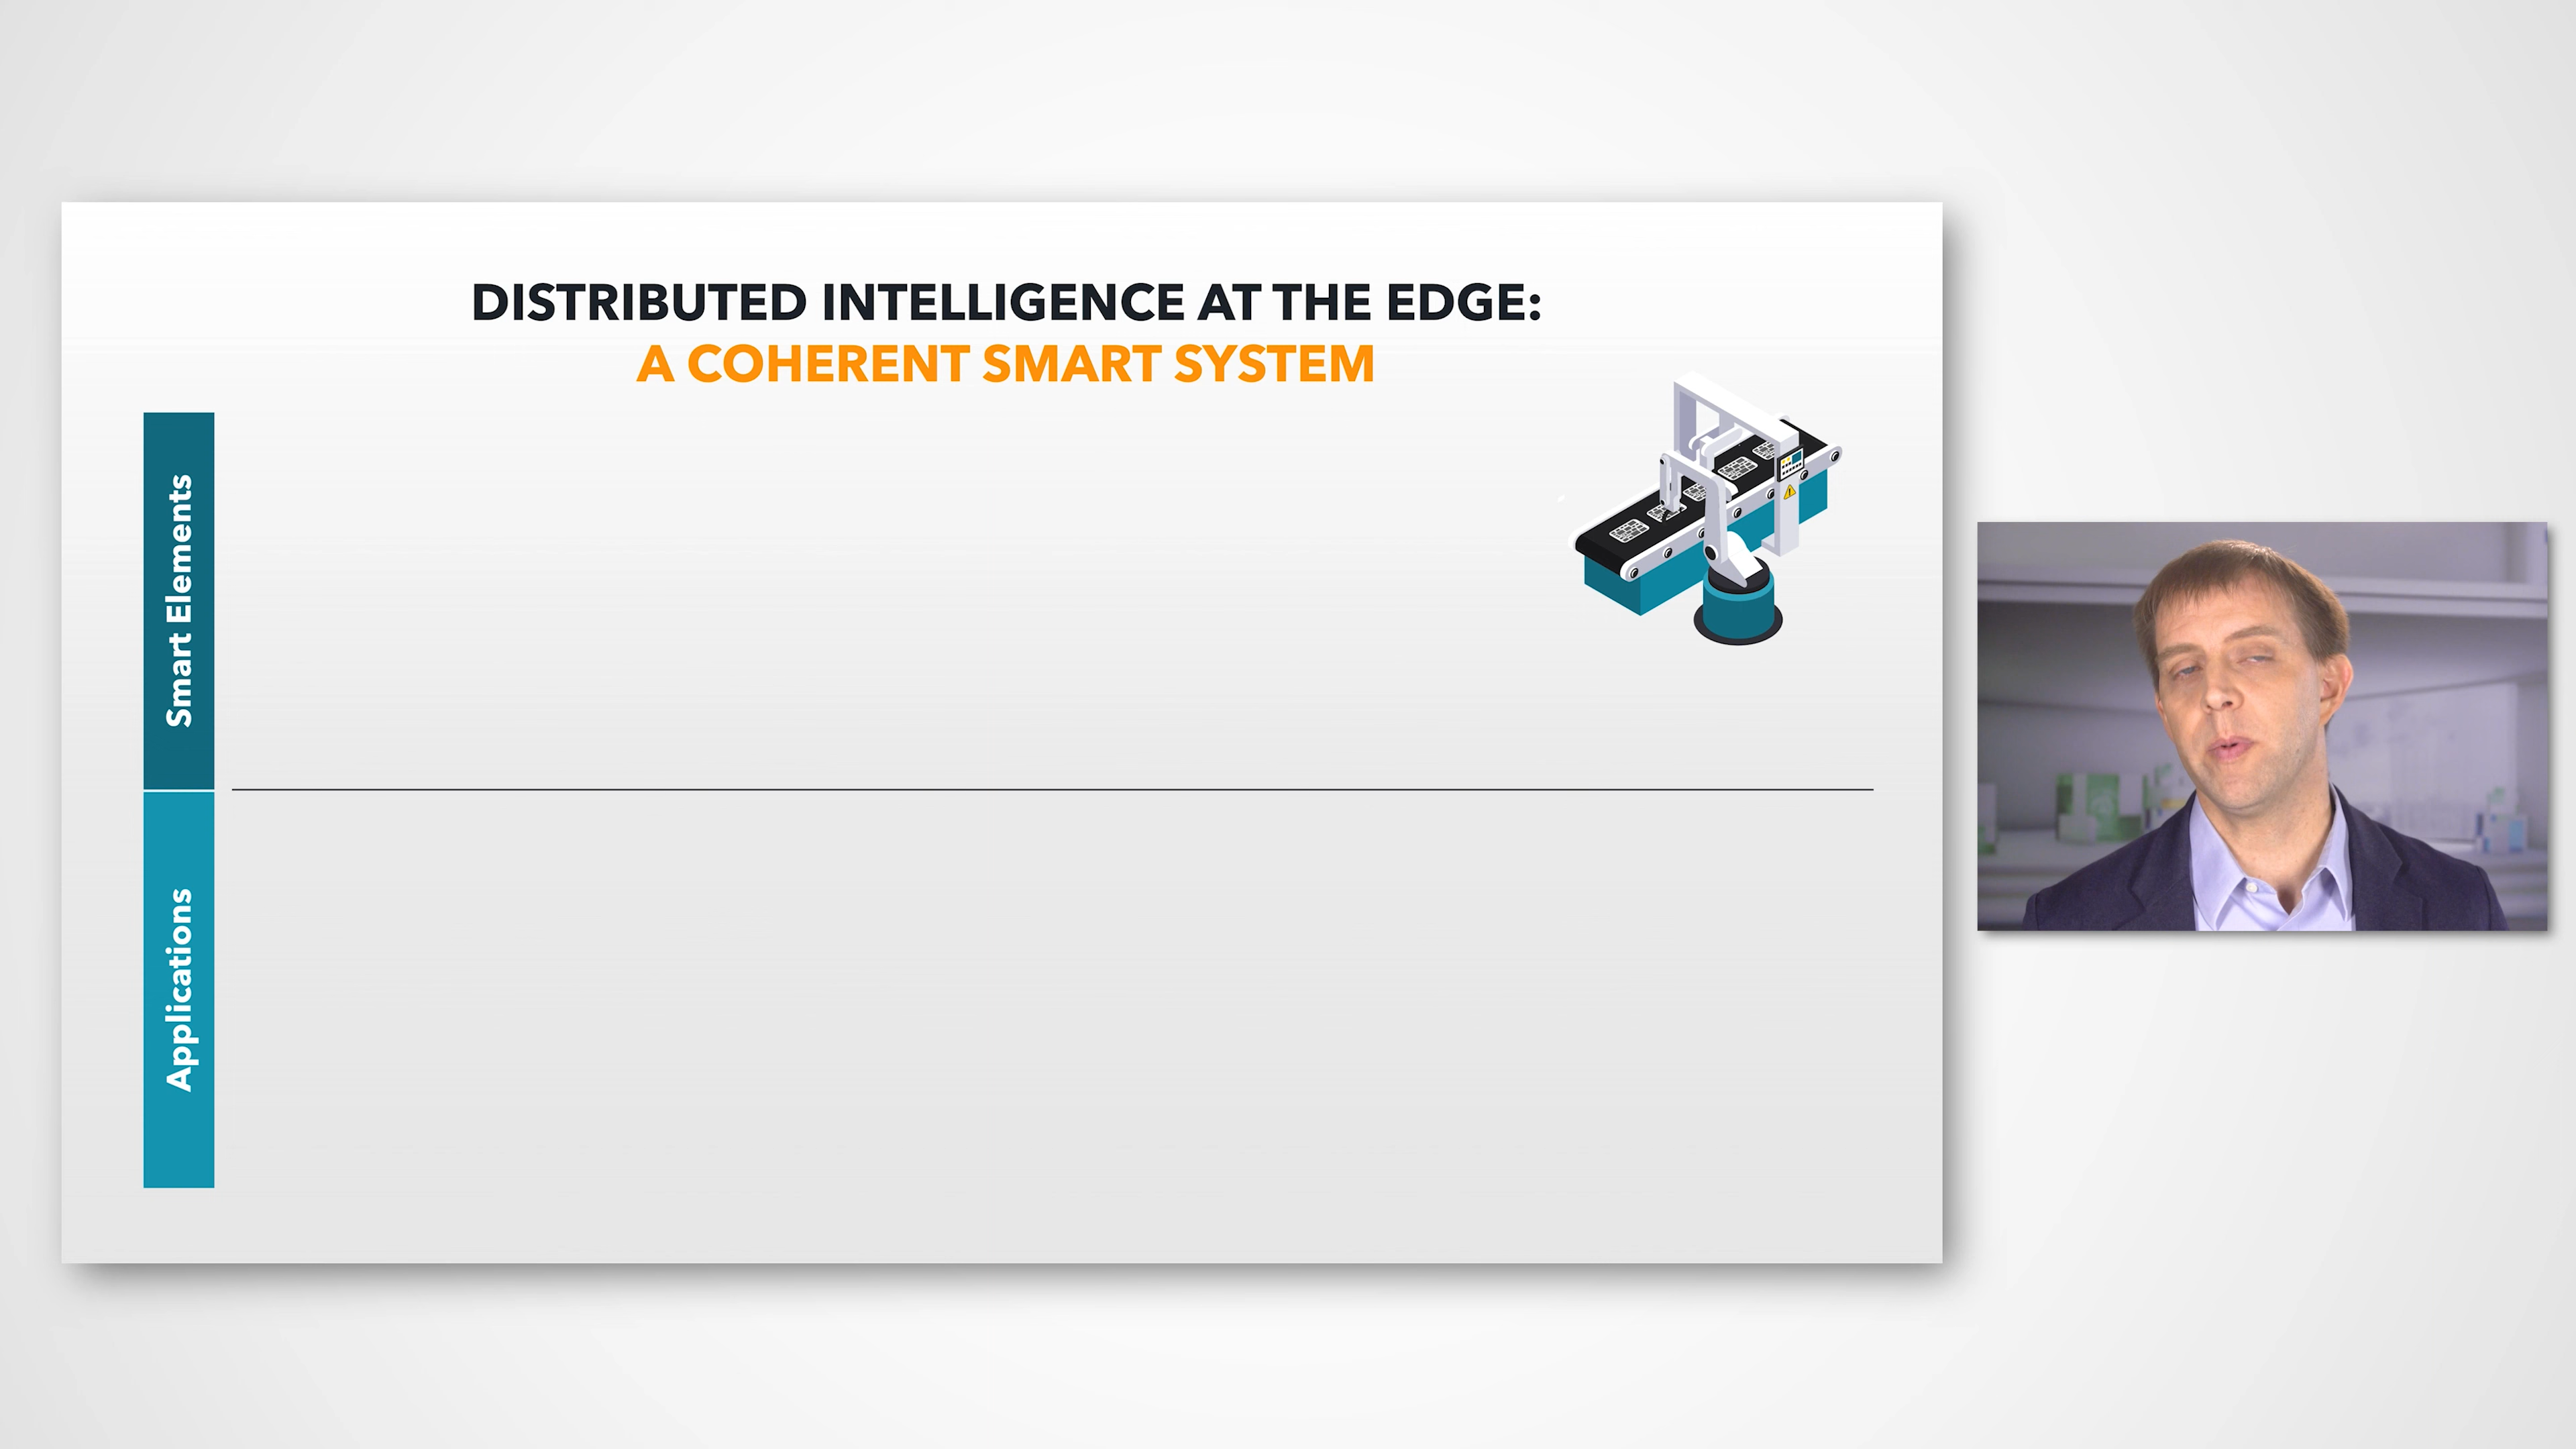 DISTRIBUTED INTELLIGENCE AT THE EDGE:
A COHERENT SMART SYSTEM
Smart Elements
Applications